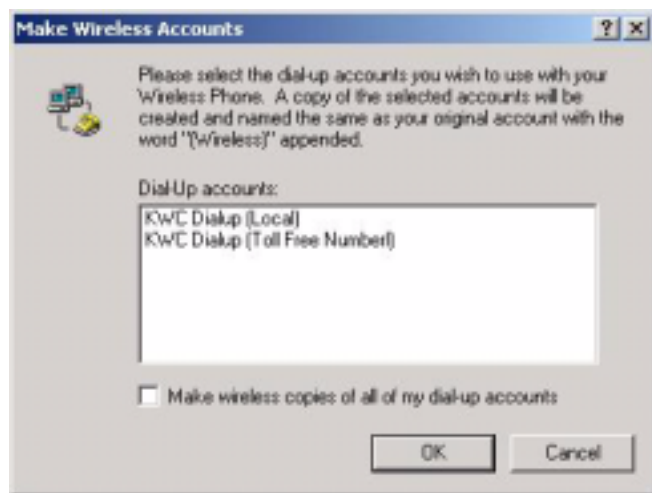 Make Wireless Accounts
Please select the dial-up accounts you wish to use with your
Wireless Phone. A copy of the selected accounts will be
created and named the same as your original account with the
word "(Wireless)" appended.
Dial-Up accounts:
KWC Dialup (Local)
KWC Dialup (Toll Free Numberl)
Make wireless copies of all of my dial-up accounts
OK
Cancel